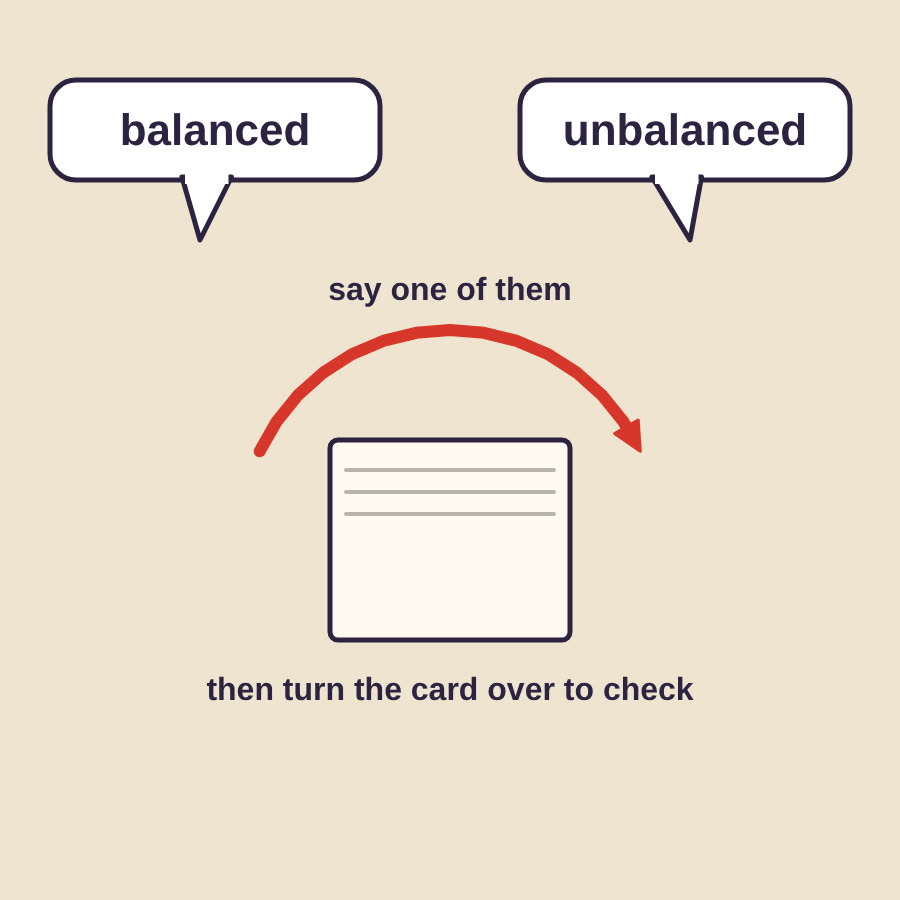 balanced
unbalanced
say one of them
then turn the card over to check